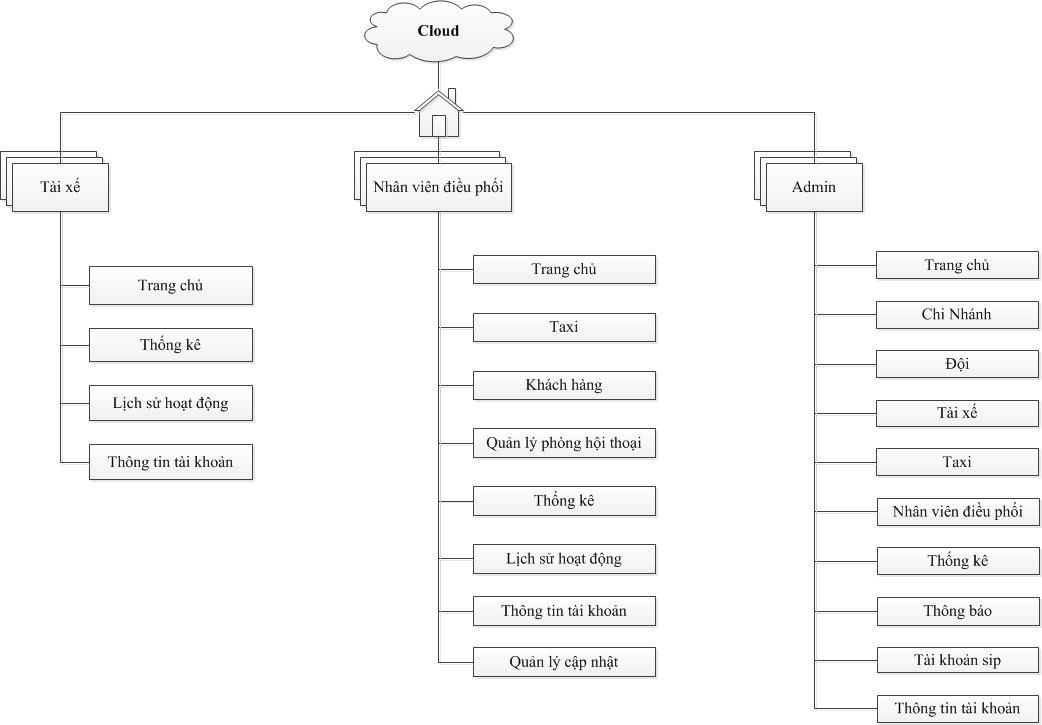 Cloud
Tài xế
Trang chủ
Thống kê
Lịch sử hoạt động
Thông tin tài khoản
Nhân viên điều phối
Trang chủ
Taxi
Khách hàng
Quản lý phòng hội thoại
Thống kê
Lịch sử hoạt động
Thông tin tài khoản
Quản lý cập nhật
Admin
Trang chủ
Chi Nhánh
Đội
Tài xế
Taxi
Nhân viên điều phối
Thống kê
Thông báo
Tài khoản sip
Thông tin tài khoản